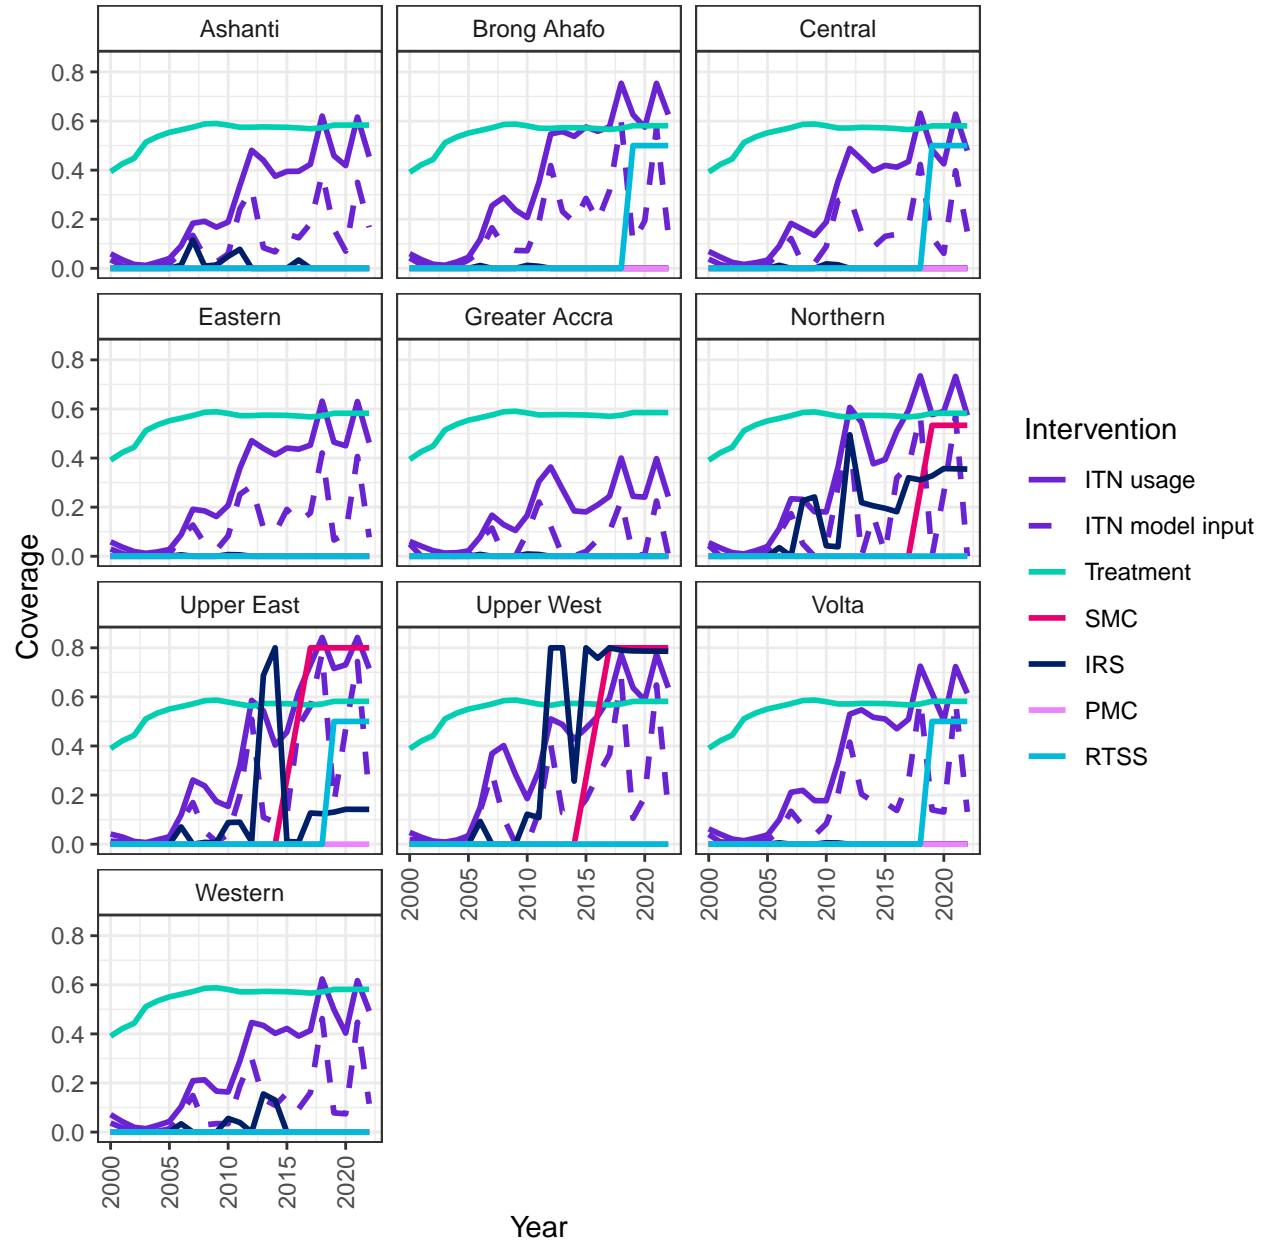 Ashanti
Brong Ahafo
Central
0.8
0.6
0.4
0.2
0.0
Eastern
Greater Accra
Northern
0.8
0.6
0.4
0.2
0.0
Upper East
Upper West
Volta
0.8
0.6
0.4
0.2
0.0
2000 2005 2010 2015 2020
2000 2005 2010 2015 2020
Western
0.8
0.6
0.4
0.2
0.0
2000 2005 2010 2015 2020
Coverage
Year
Intervention
ITN usage
ITN model input
Treatment
SMC
IRS
PMC
RTSS